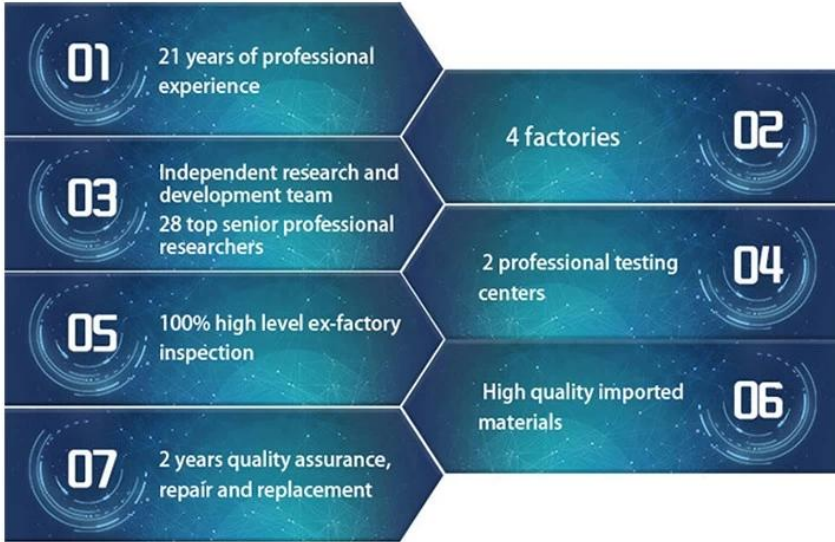 01
21 years of professional
experience
02
4 factories
03
Independent research and
development team
28 top senior professional
researchers
04
2 professional testing
centers
05
100% high level ex-factory
inspection
06
High quality imported
materials
07
2 years quality assurance,
repair and replacement